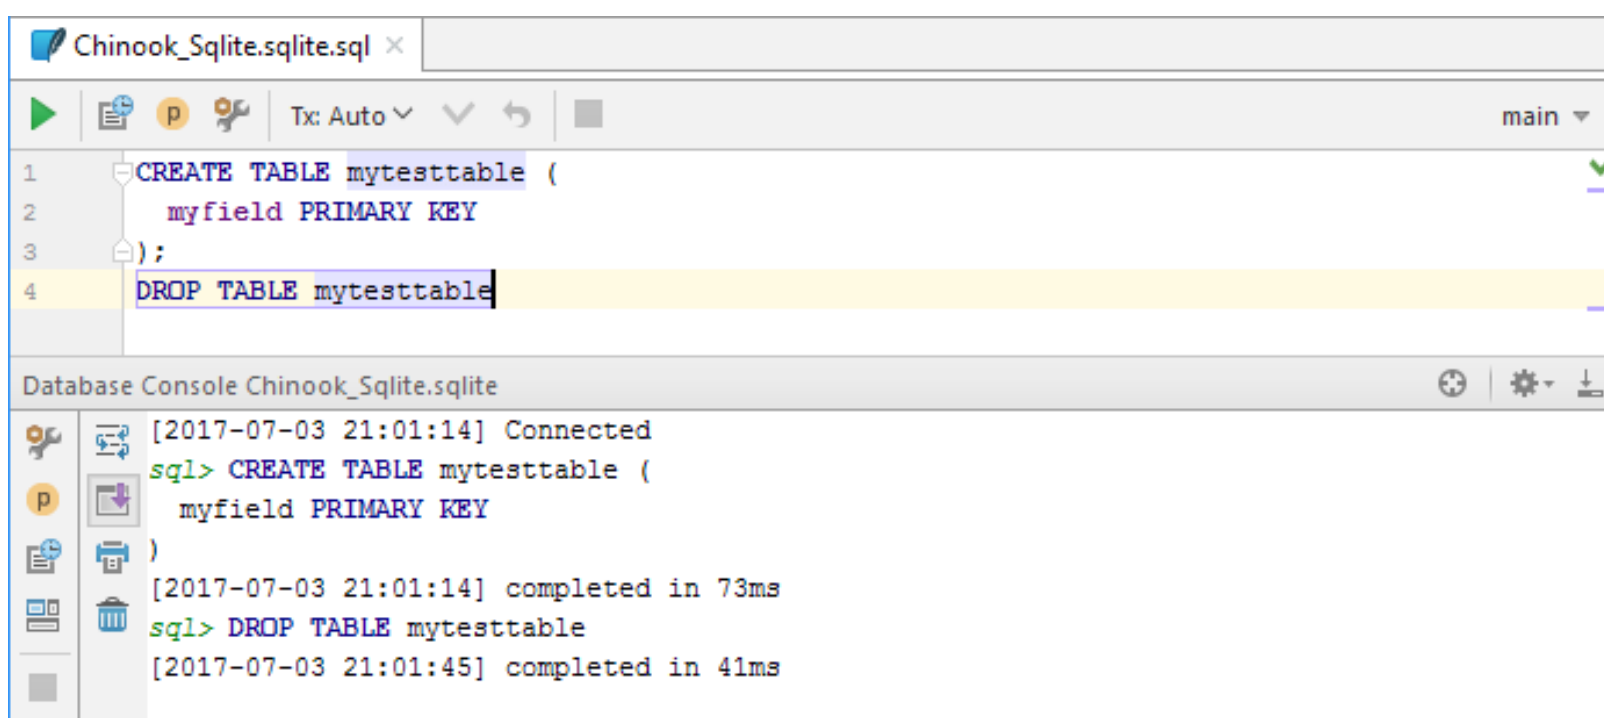 Chinook_Sqlite.sqlite.sql
p Tx: Auto main
1 CREATE TABLE mytesttable (
2 myfield PRIMARY KEY
3 );
4 DROP TABLE mytesttable
Database Console Chinook_Sqlite.sqlite
[2017-07-03 21:01:14] Connected
sql> CREATE TABLE mytesttable (
p myfield PRIMARY KEY
)
[2017-07-03 21:01:14] completed in 73ms
sql> DROP TABLE mytesttable
[2017-07-03 21:01:45] completed in 41ms